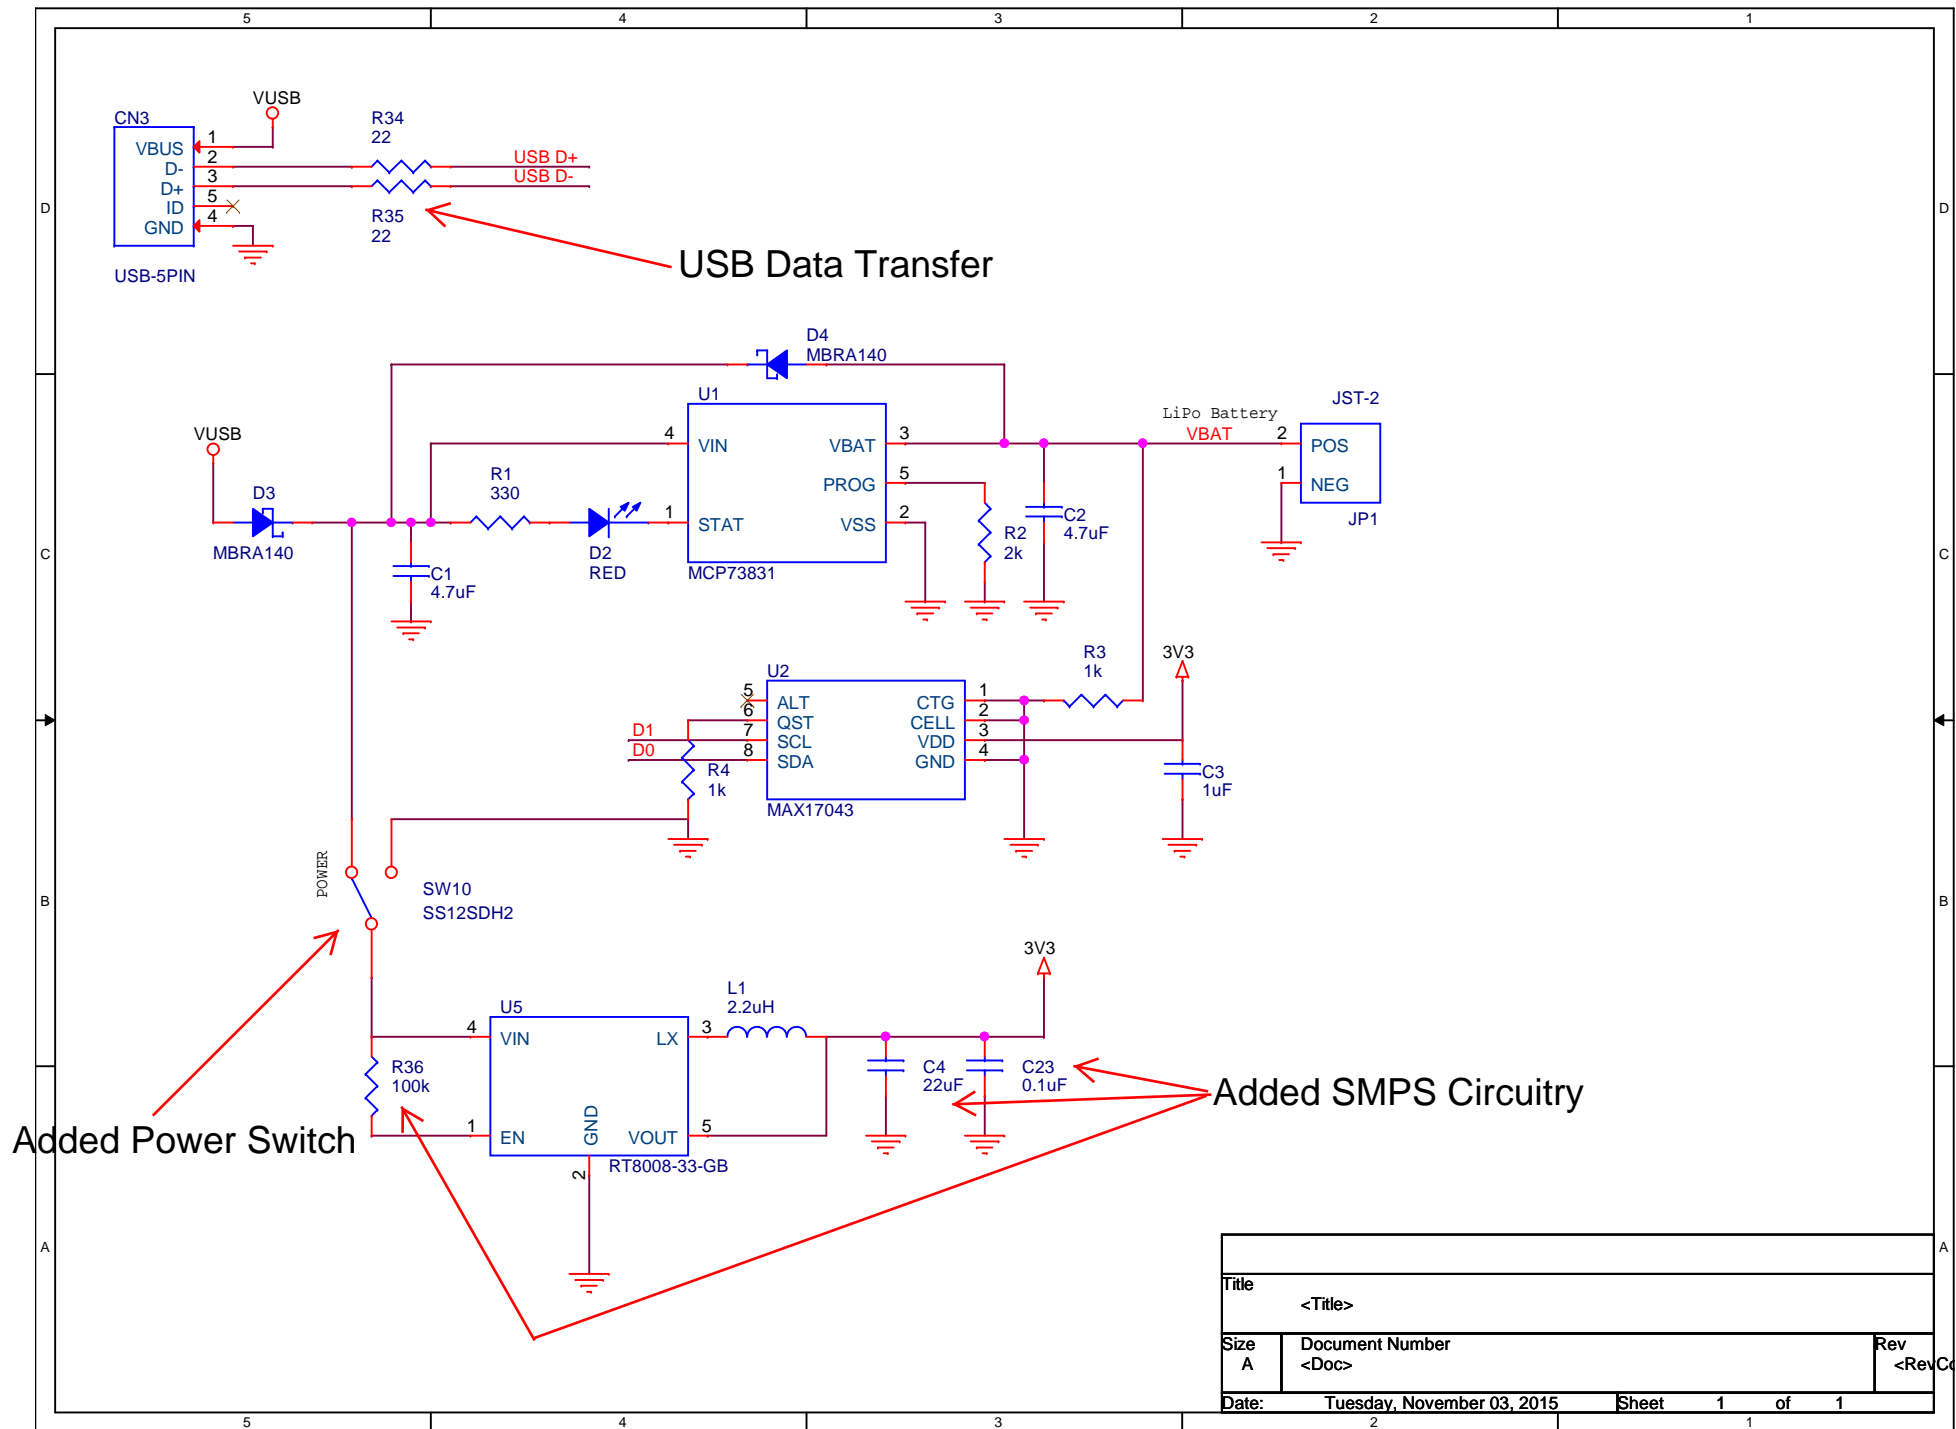 5 4 3 2 1
VUSB
CN3
R34
22
VBUS 1
D- 2
D+ 3
ID 5
GND 4
USB D+
USB D-
R35
22
USB-5PIN
D D
USB Data Transfer
D4
MBRA140
U1
JST-2
LiPo Battery
VBAT
VUSB
4 VIN VBAT 3
2 POS
R1
330
PROG 5
1 NEG
D3
MBRA140
1 STAT VSS 2
JP1
D2
RED
MCP73831
R2
2k
C2
4.7uF
C C
C1
4.7uF
R3
1k
3V3
U2
5 ALT CTG 1
6 QST CELL 2
D1 7 SCL VDD 3
D0 8 SDA GND 4
R4
1k
C3
1uF
MAX17043
POWER
SW10
SS12SDH2
B B
3V3
L1
2.2uH
U5
4 VIN LX 3
R36
100k
C4
22uF
C23
0.1uF
Added SMPS Circuitry
Added Power Switch
1 EN GND VOUT 5
2
RT8008-33-GB
A A
Title
<Title>
Size Document Number Rev
A <Doc> <RevCo
Date: Tuesday, November 03, 2015 Sheet 1 of 1
5 4 3 2 1